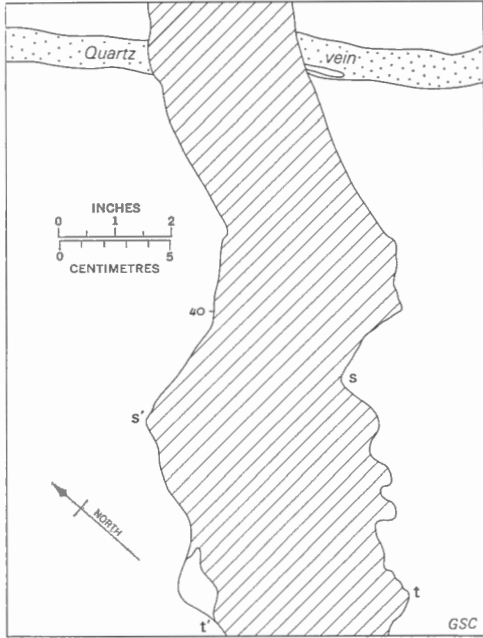 Quartz
vein
INCHES
0 1 2
0 5
CENTIMETRES
40
s
s'
NORTH
t
t'
GSC